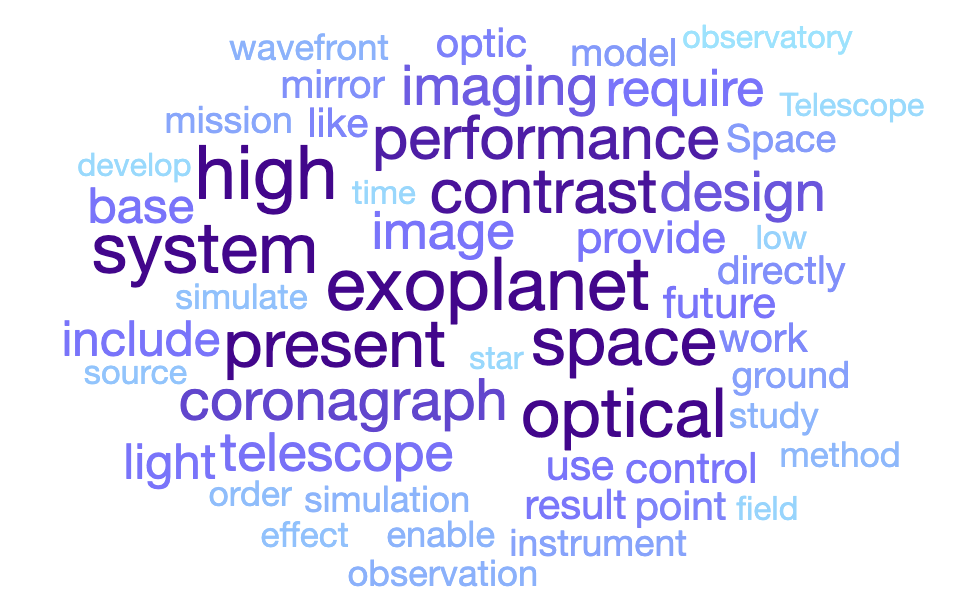 wavefront optic model observatory
mirror imaging require Telescope
mission like performance Space
develop high time contrast design
base image provide low
system exoplanet directly
simulate future
include present star space work
source coronagraph optical ground
study
light telescope use control method
order simulation result point field
effect enable instrument
observation